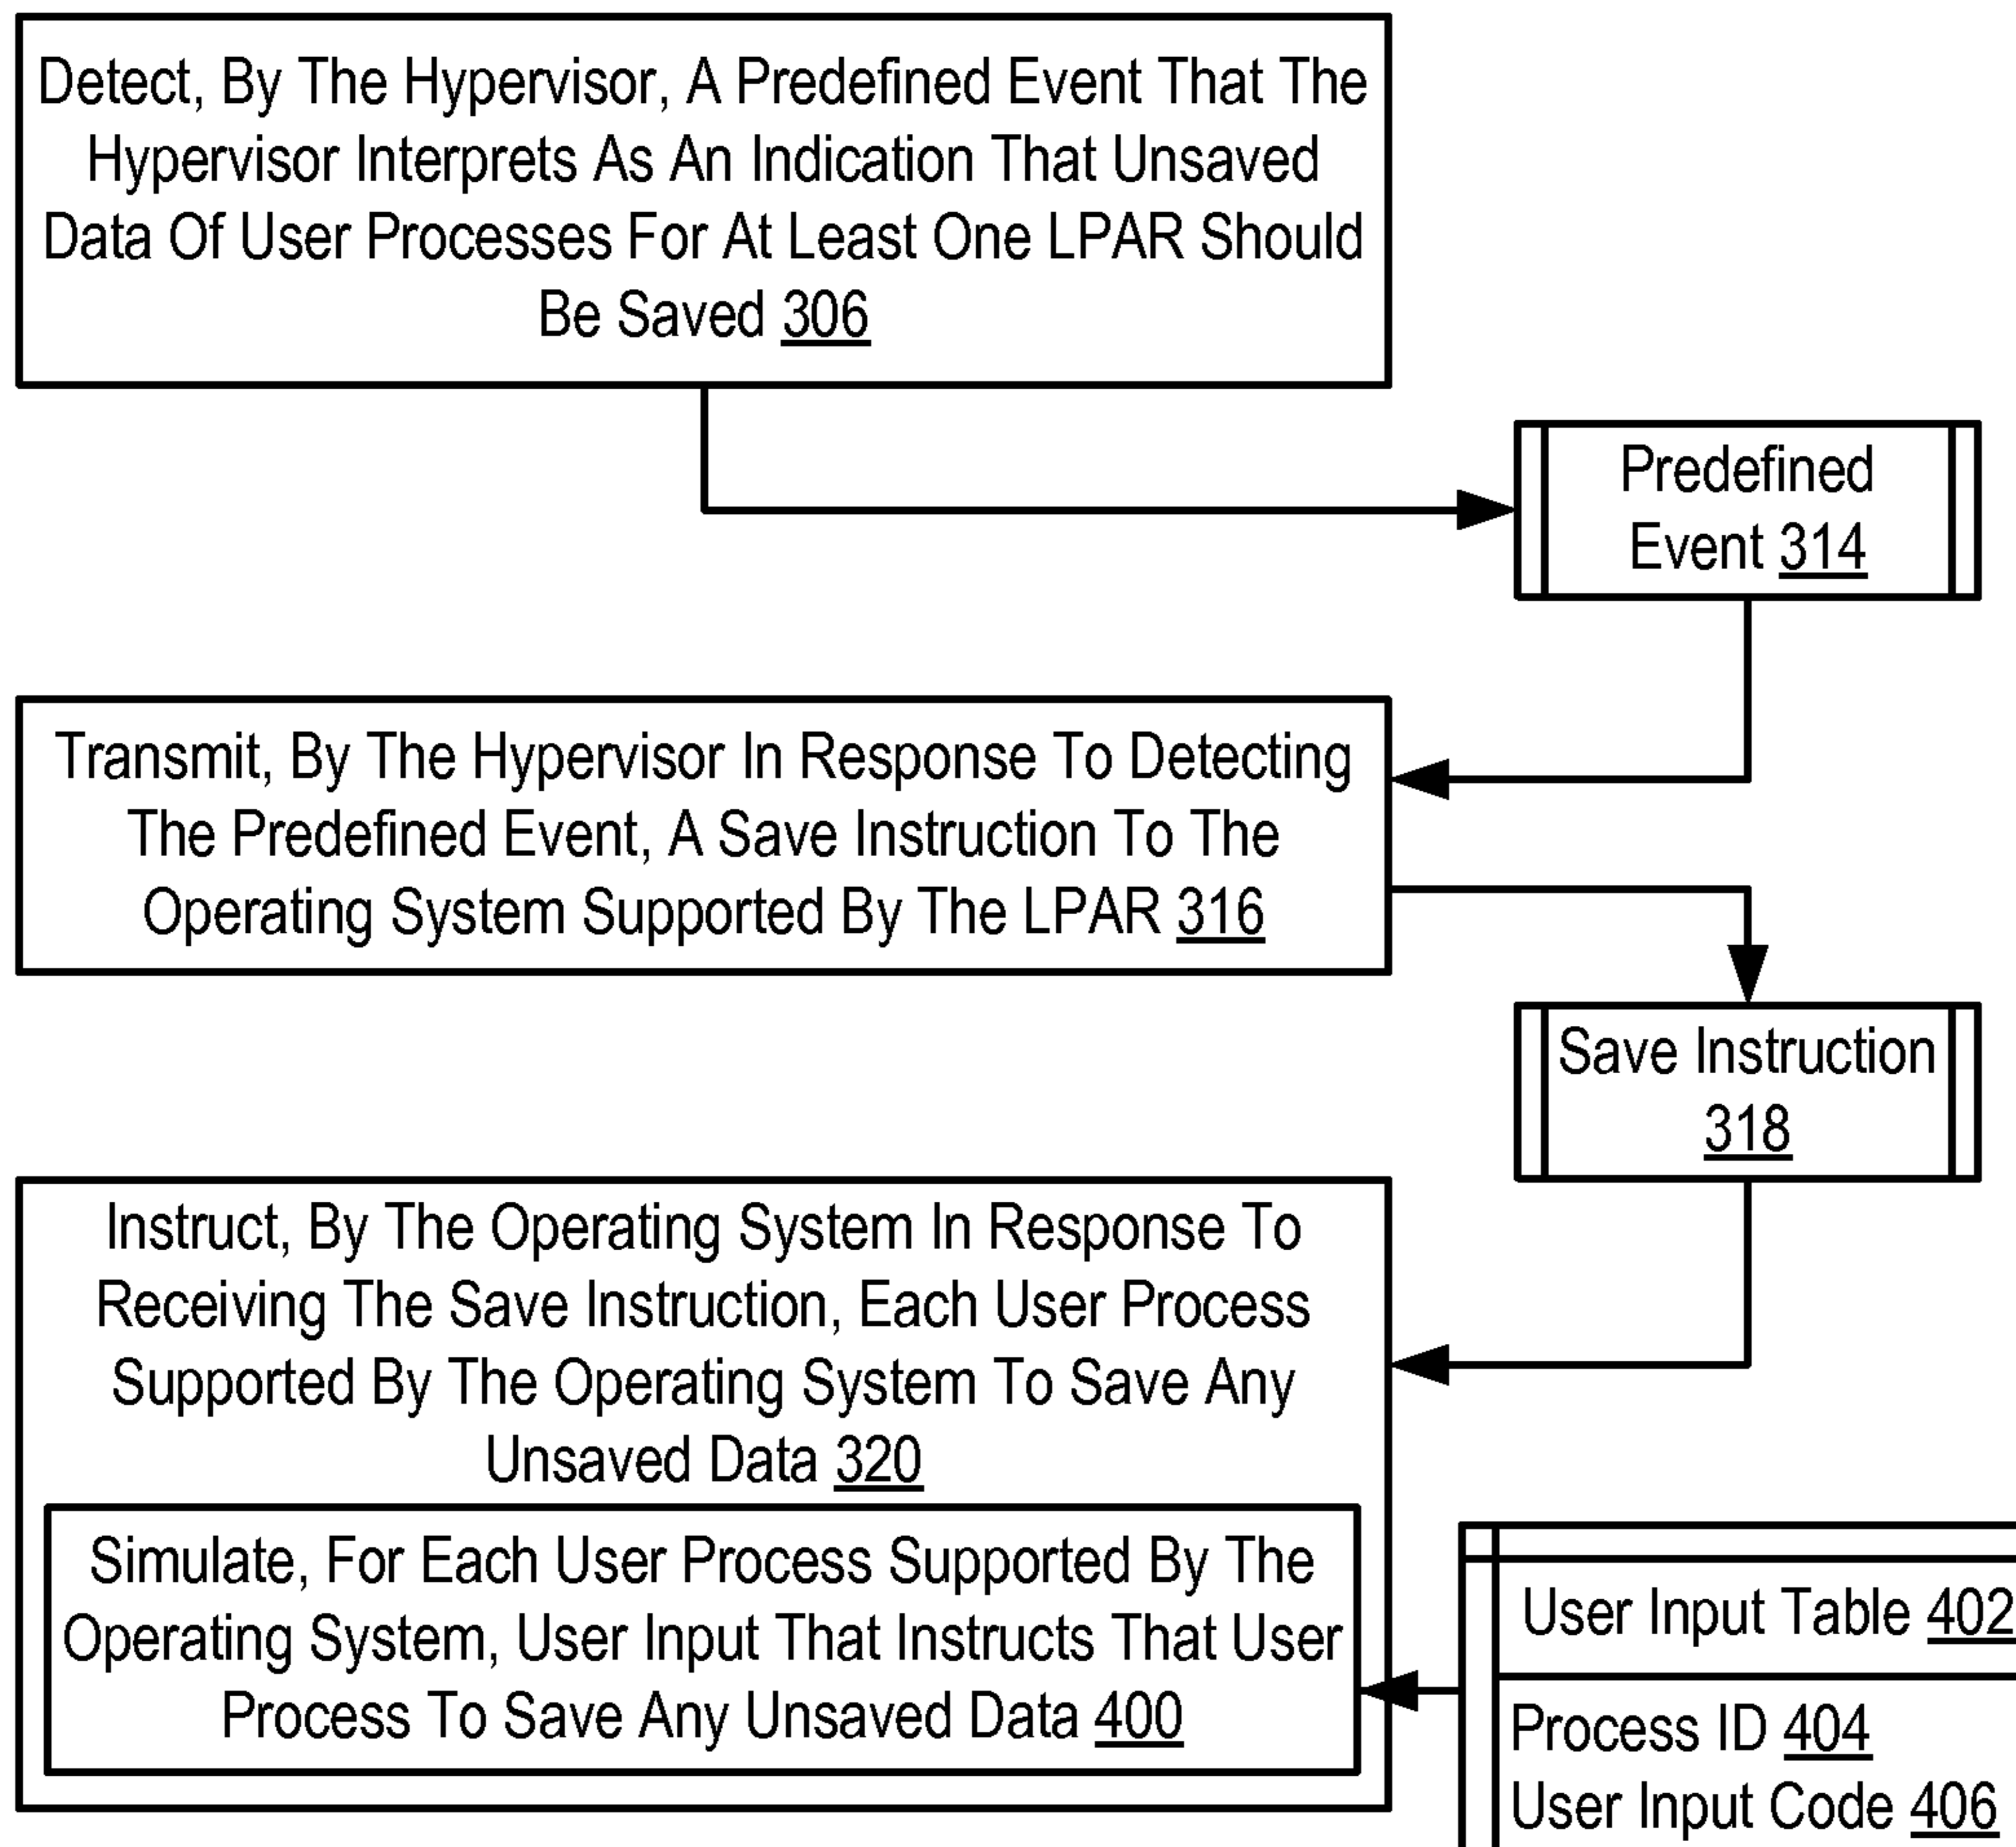 Detect, By The Hypervisor, A Predefined Event That The
Hypervisor Interprets As An Indication That Unsaved
Data Of User Processes For At Least One LPAR Should
Be Saved 306
Predefined
Event 314
Transmit, By The Hypervisor In Response To Detecting
The Predefined Event, A Save Instruction To The
Operating System Supported By The LPAR 316
Save Instruction
318
Instruct, By The Operating System In Response To
Receiving The Save Instruction, Each User Process
Supported By The Operating System To Save Any
Unsaved Data 320
Simulate, For Each User Process Supported By The
Operating System, User Input That Instructs That User
Process To Save Any Unsaved Data 400
User Input Table 402
Process ID 404
User Input Code 406